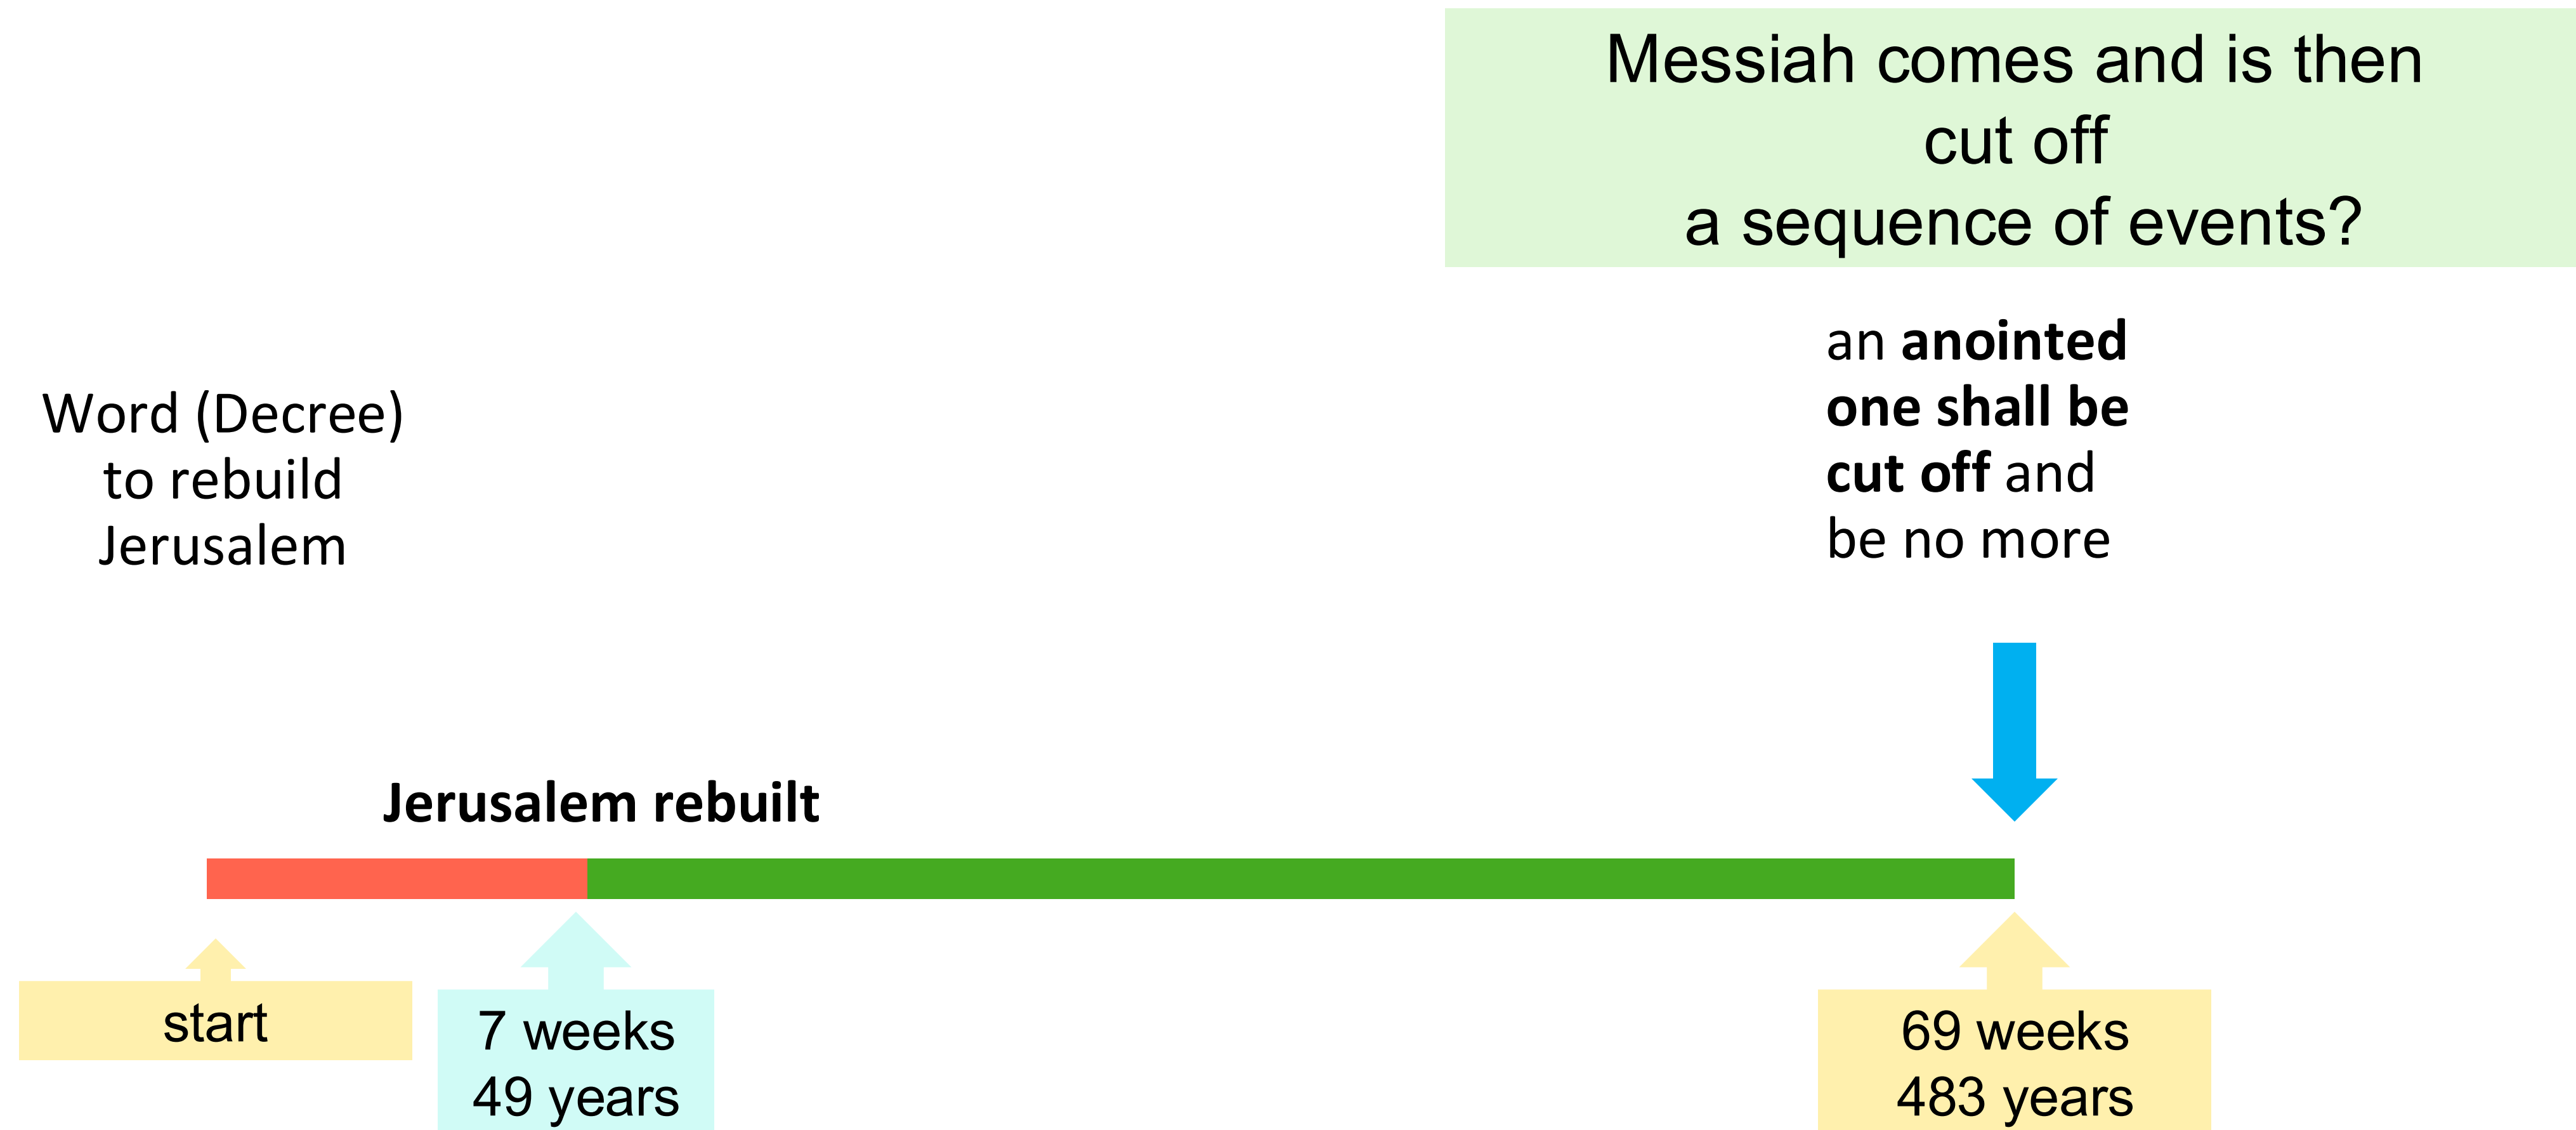 Messiah comes and is then
cut off
a sequence of events?
an anointed
one shall be
cut off and
be no more
Word (Decree)
to rebuild
Jerusalem
Jerusalem rebuilt
start
7 weeks
49 years
69 weeks
483 years